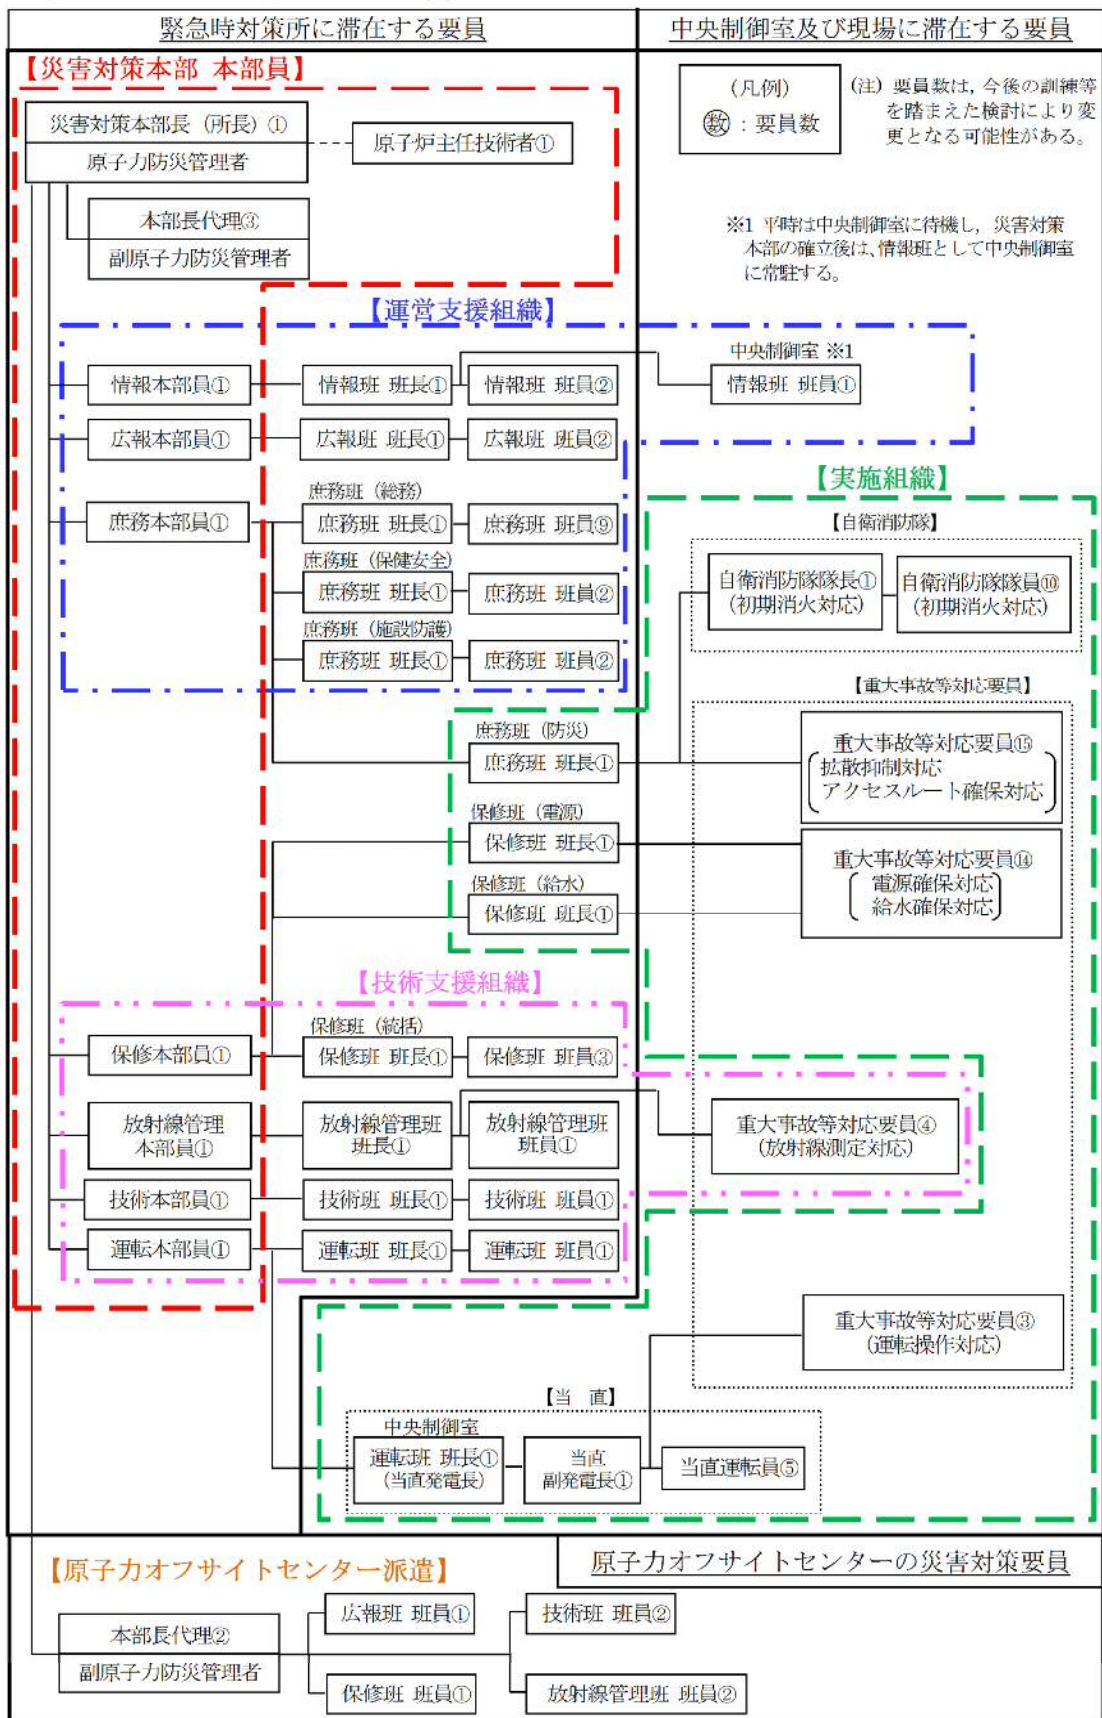 緊急時対策所に滞在する要員
中央制御室及び現場に滞在する要員
【災害対策本部 本部員】
災害対策本部長（所長）①
原子力防災管理者
原子炉主任技術者①
本部長代理③
副原子力防災管理者
(凡例)
㊥数：要員数
(注) 要員数は，今後の訓練等
を踏まえた検討により変
更となる可能性がある。
※1 平時は中央制御室に待機し，災害対策
本部の確立後は，情報班として中央制御室
に常駐する。
【運営支援組織】
情報本部員①
情報班 班長①
情報班 班員②
中央制御室 ※1
情報班 班員①
広報本部員①
広報班 班長①
広報班 班員②
庶務本部員①
庶務班（総務）
庶務班 班長①
庶務班 班員⑨
庶務班（保健安全）
庶務班 班長①
庶務班 班員②
庶務班（施設防護）
庶務班 班長①
庶務班 班員②
【実施組織】
【自衛消防隊】
自衛消防隊隊長①
(初期消火対応)
自衛消防隊隊員⑩
(初期消火対応)
【重大事故等対応要員】
庶務班（防災）
庶務班 班長①
重大事故等対応要員⑮
拡散抑制対応
アクセスルート確保対応
保修班（電源）
保修班 班長①
保修班（給水）
保修班 班長①
重大事故等対応要員⑭
電源確保対応
給水確保対応
【技術支援組織】
保修本部員①
保修班（統括）
保修班 班長①
保修班 班員③
放射線管理
本部員①
放射線管理班
班長①
放射線管理班
班員①
重大事故等対応要員④
(放射線測定対応)
技術本部員①
技術班 班長①
技術班 班員①
運転本部員①
運転班 班長①
運転班 班員①
重大事故等対応要員③
(運転操作対応)
【当 直】
中央制御室
運転班 班長①
(当直発電長)
当直
副発電長①
当直運転員⑤
原子力オフサイトセンターの災害対策要員
【原子力オフサイトセンター派遣】
本部長代理②
副原子力防災管理者
広報班 班員①
技術班 班員②
保修班 班員①
放射線管理班 班員②